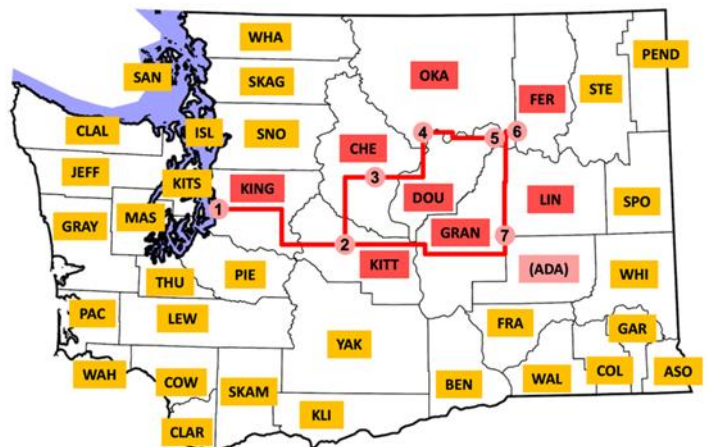 WHA
PEND
OKA
SAN
SKAG
STE
FER
CLAL
ISL
SNO
4
5
6
CHE
JEFF
3
KITS
KING
DOU
LIN
SPO
MAS
1
GRAY
GRAN
7
2
KITT
THU
PIE
(ADA)
WHI
PAC
LEW
FRA
GAR
YAK
WAH
COW
SKAM
BEN
WAL
COL
ASO
KLI
CLAR